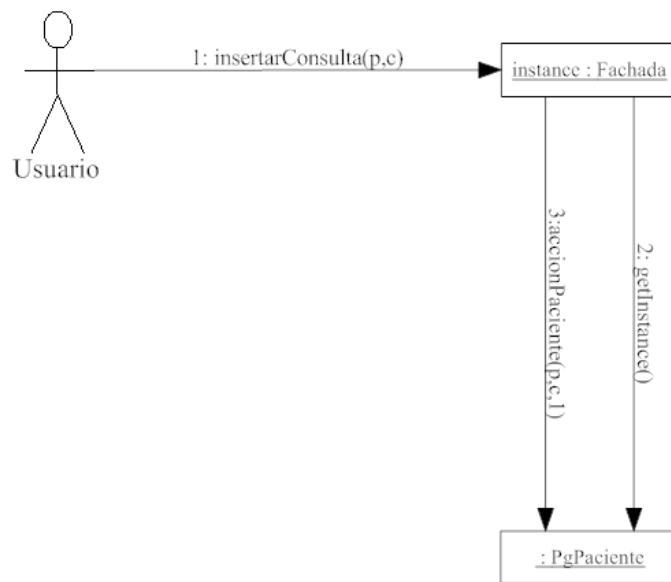 1: insertarConsulta(p,c)
instance : Fachada
Usuario
3:accionPaciente(p,c,1)
2: getInstance()
: PgPaciente